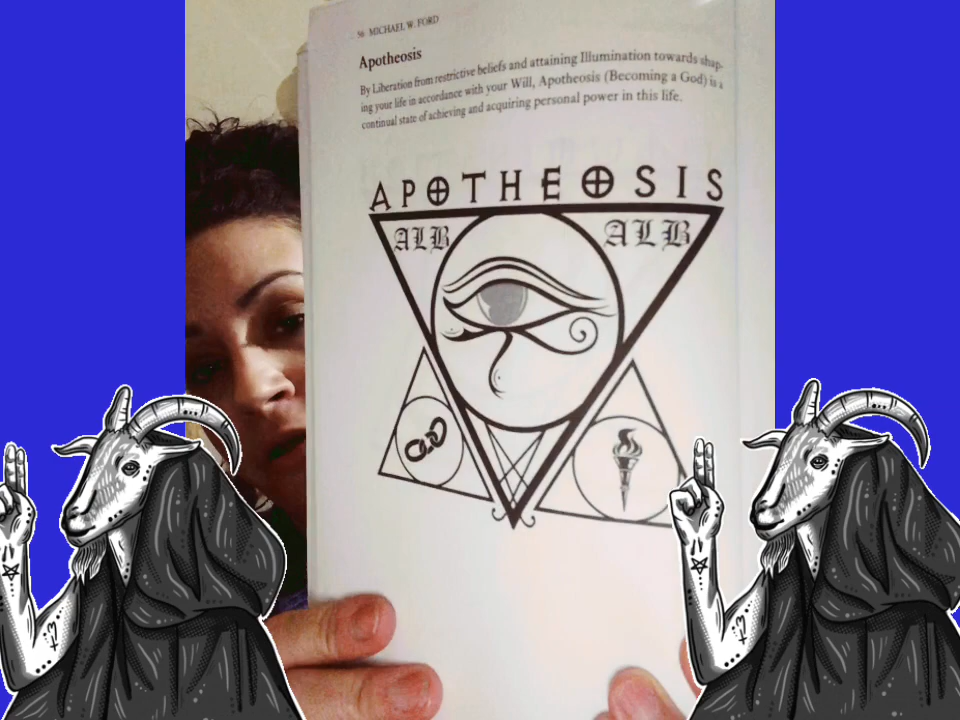 56 MICHAEL W. FORD
Apotheosis
By Liberation from restrictive beliefs and attaining Illumination towards shap-
ing your life in accordance with your Will, Apotheosis (Becoming a God) is a
continual state of achieving and acquiring personal power in this life.
APOTHEOSIS
ALB ALB